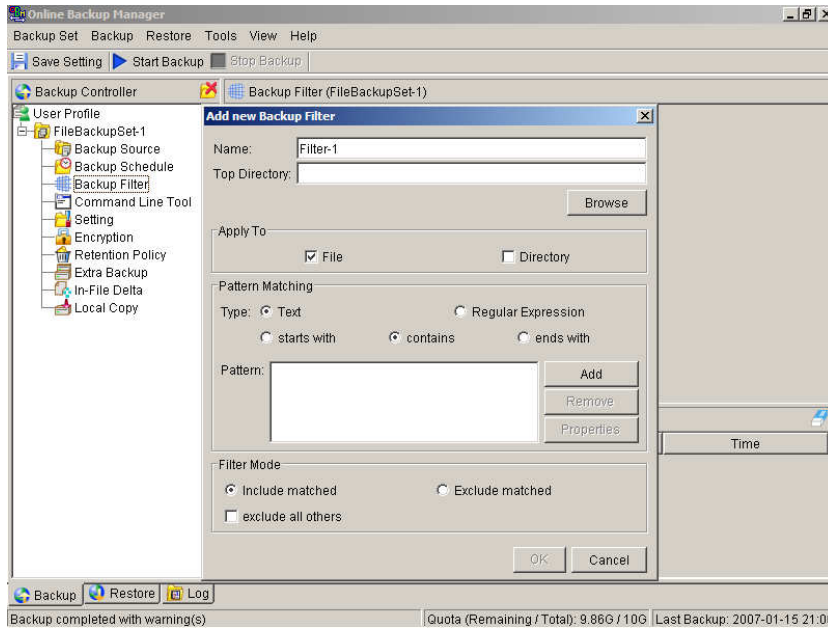 Online Backup Manager
Backup Set Backup Restore Tools View Help
Save Setting Start Backup Stop Backup
Backup Controller
Backup Filter (FileBackupSet-1)
User Profile
FileBackupSet-1
Backup Source
Backup Schedule
Backup Filter
Command Line Tool
Setting
Encryption
Retention Policy
Extra Backup
In-File Delta
Local Copy
Add new Backup Filter
Name: Filter-1
Top Directory:
Browse
Apply To
File Directory
Pattern Matching
Type: Text Regular Expression
starts with contains ends with
Pattern:
Add
Remove
Properties
Filter Mode
Include matched Exclude matched
exclude all others
OK Cancel
Time
Backup Restore Log
Backup completed with warning(s)
Quota (Remaining / Total): 9.86G / 10G
Last Backup: 2007-01-15 21:0